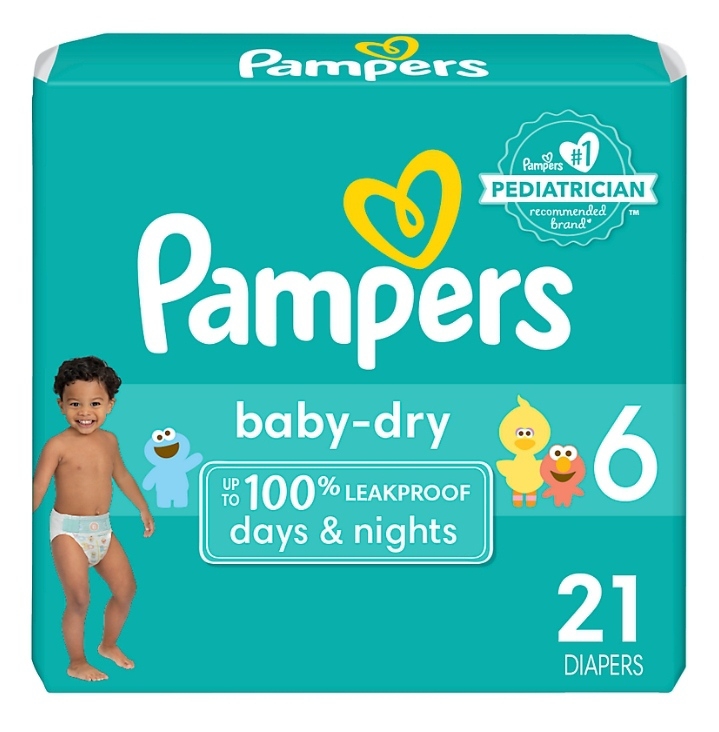 Pampers
Pampers #1
PEDIATRICIAN
recommended ™
brand*
Pampers
baby-dry
6
UP TO 100% LEAKPROOF
days & nights
21
DIAPERS